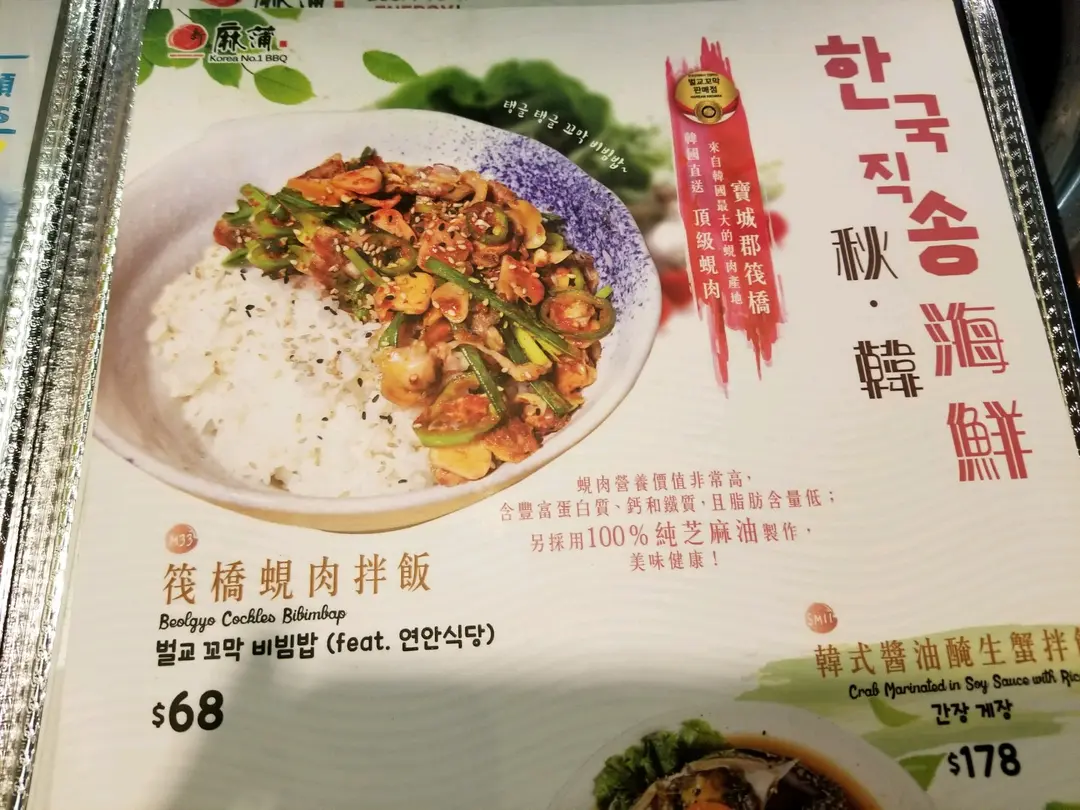 麻蒲
Korea No.1 BBQ
ENERGY!
탱글 탱글 꼬막 비빔밥
벌교꼬막
판매점
韓國直送 頂級蜆肉
來自韓國最大的蜆肉產地
寶城郡筏橋
한국직송海鮮
秋·韓
蜆肉營養價值非常高,
含豐富蛋白質、鈣和鐵質,且脂肪含量低;
另採用100%純芝麻油製作,
美味健康!
M33
筏橋蜆肉拌飯
Beolgyo Cockles Bibimbap
벌교 꼬막 비빔밥 (feat. 연안식당)
$68
SM11
韓式醬油醃生蟹拌
Crab Marinated in Soy Sauce with Ric
간장 게장
$178